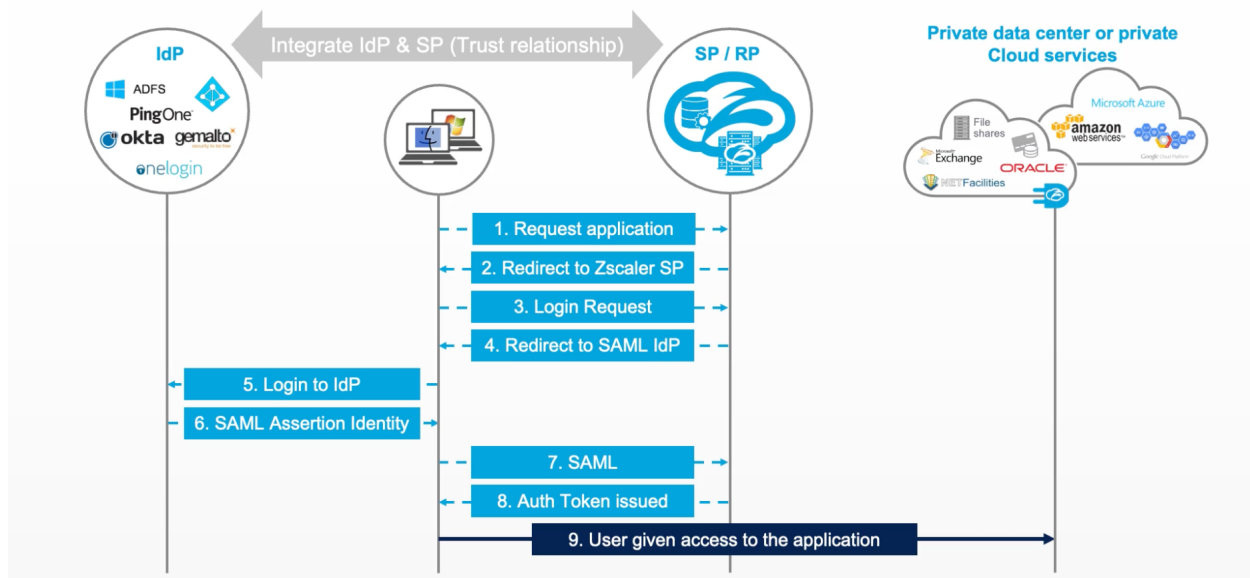 Integrate IdP & SP (Trust relationship)
IdP
ADFS
PingOne
okta
gemalto
security to be free
onelogin
SP / RP
Private data center or private
Cloud services
Microsoft Azure
File
shares
amazon
web services™
Google Cloud Platform
Microsoft
Exchange
ORACLE
NETFacilities
1. Request application
2. Redirect to Zscaler SP
3. Login Request
4. Redirect to SAML IdP
5. Login to IdP
6. SAML Assertion Identity
7. SAML
8. Auth Token issued
9. User given access to the application